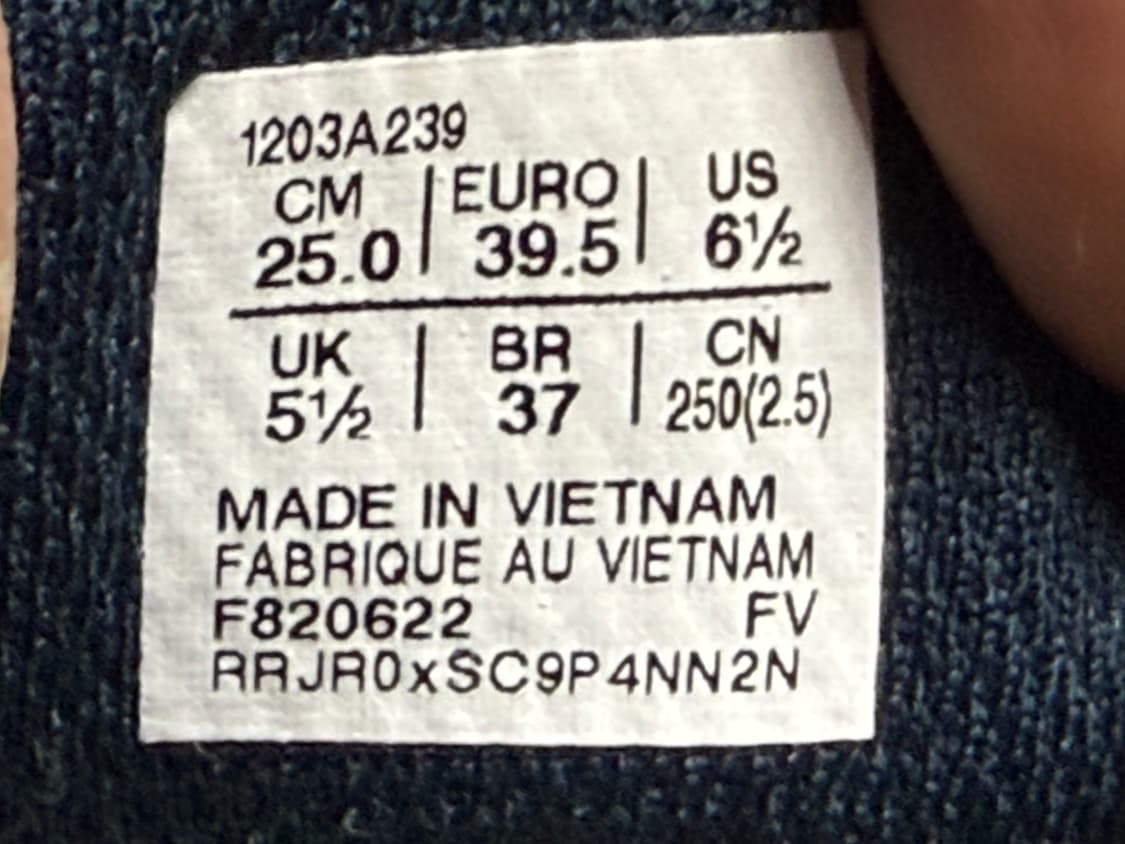 1203A239
CM | EURO | US
25.0 | 39.5 | 6½
UK | BR | CN
5½ | 37 | 250(2.5)
MADE IN VIETNAM
FABRIQUE AU VIETNAM
F820622 FV
RRJR0xSC9P4NN2N